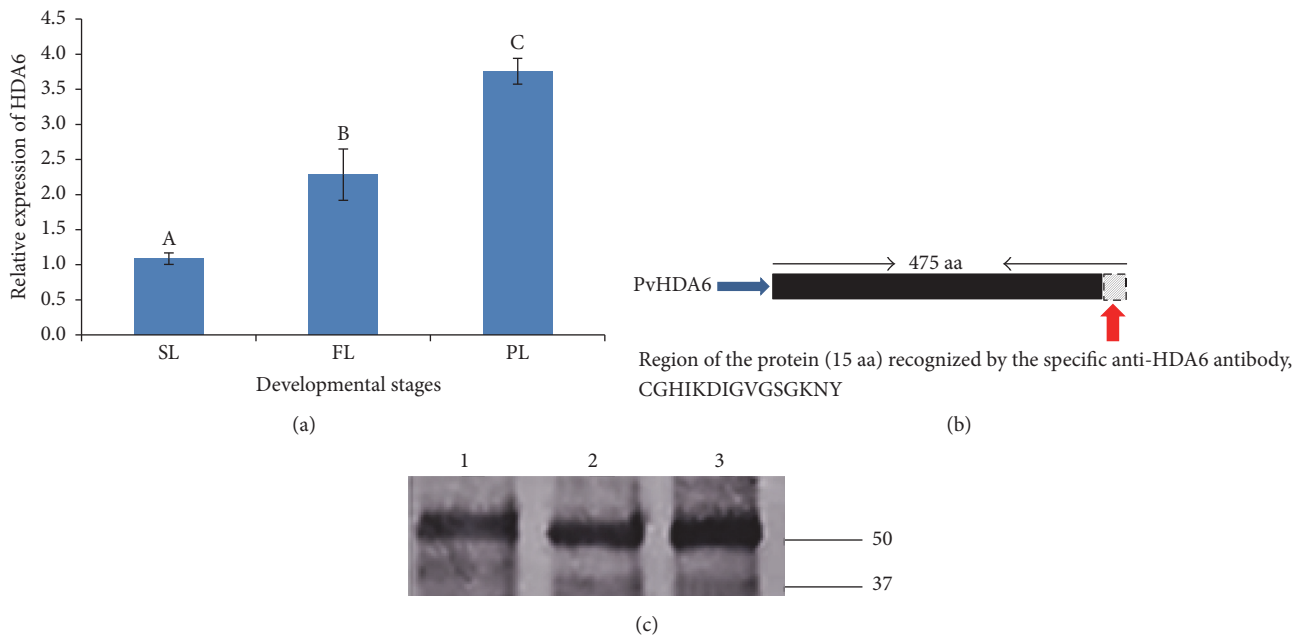 Relative expression of HDA6
4.5
4.0
3.5
3.0
2.5
2.0
1.5
1.0
0.5
0.0
A
B
C
SL
FL
PL
Developmental stages
(a)
475 aa
PvHDA6
Region of the protein (15 aa) recognized by the specific anti-HDA6 antibody,
CGHIKDIGVGSGKNY
(b)
1 2 3
50
37
(c)